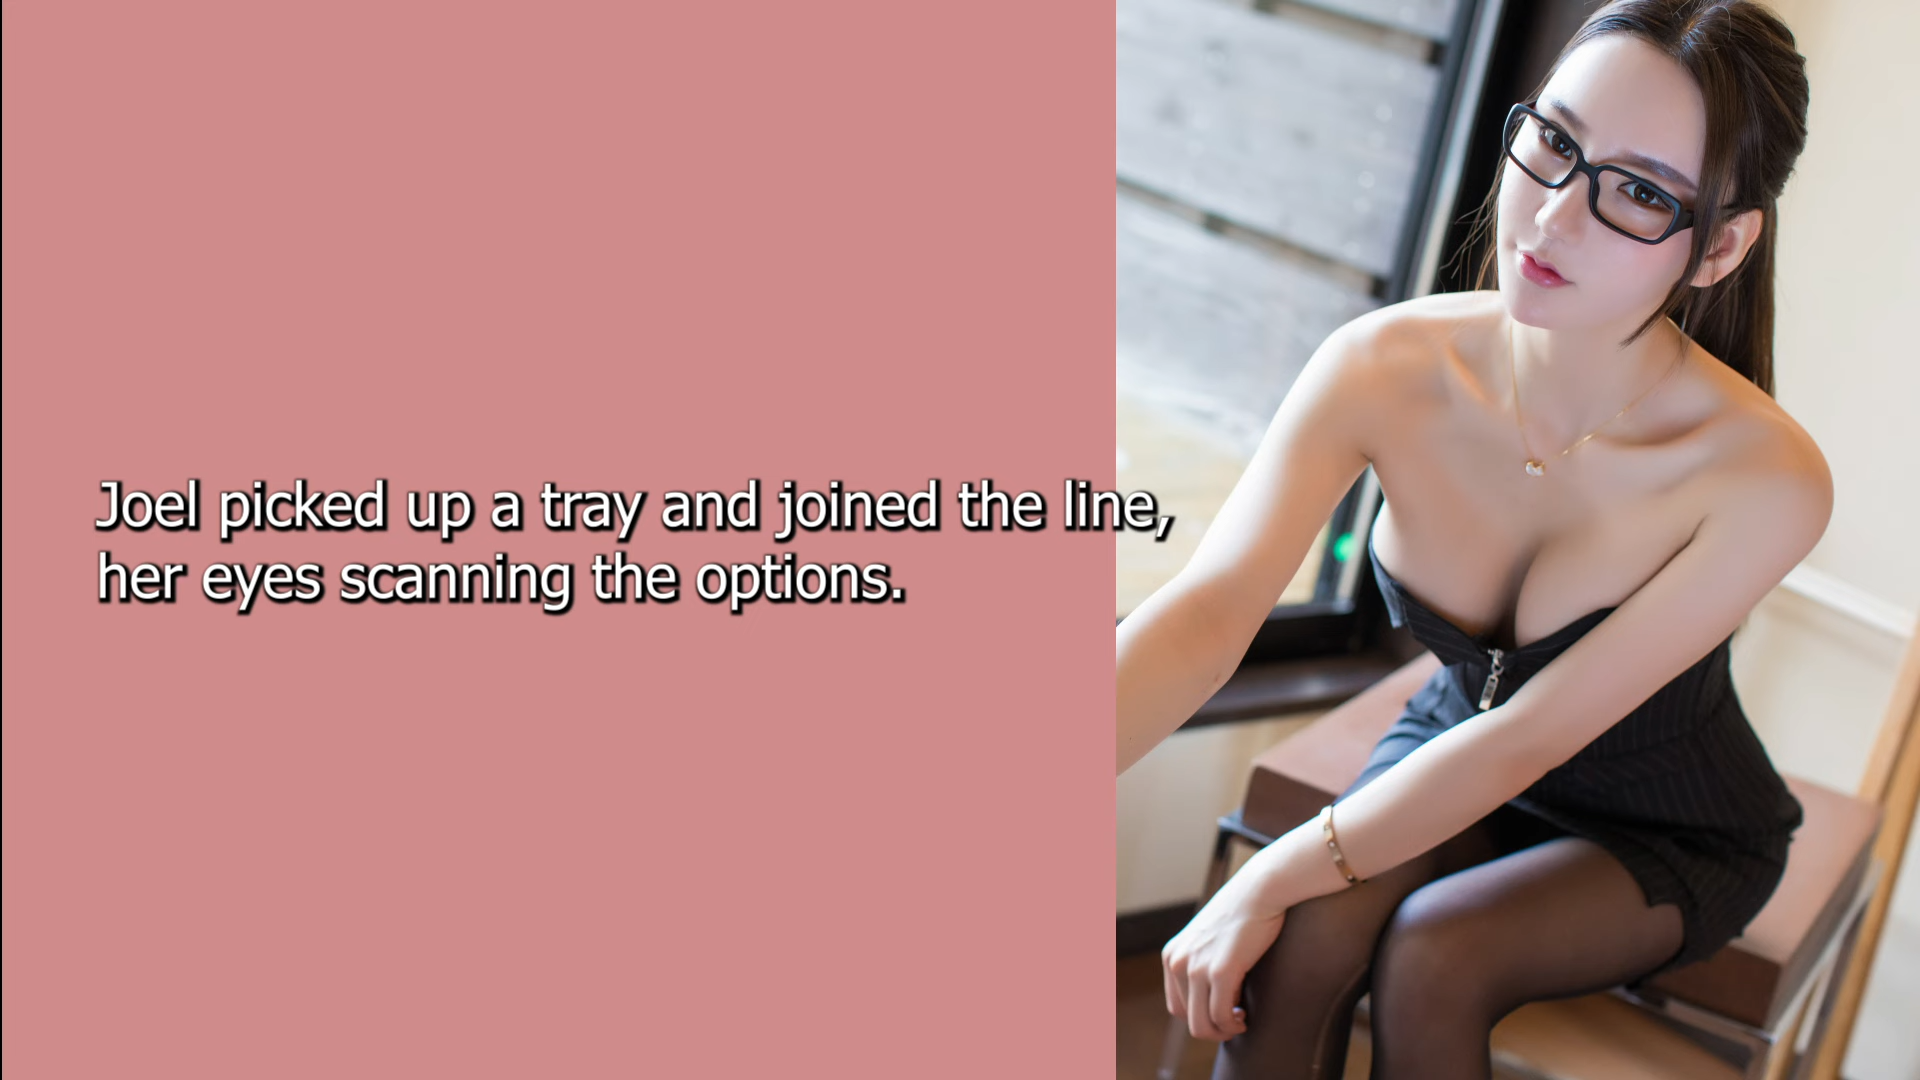 Joel picked up a tray and joined the line,
her eyes scanning the options.